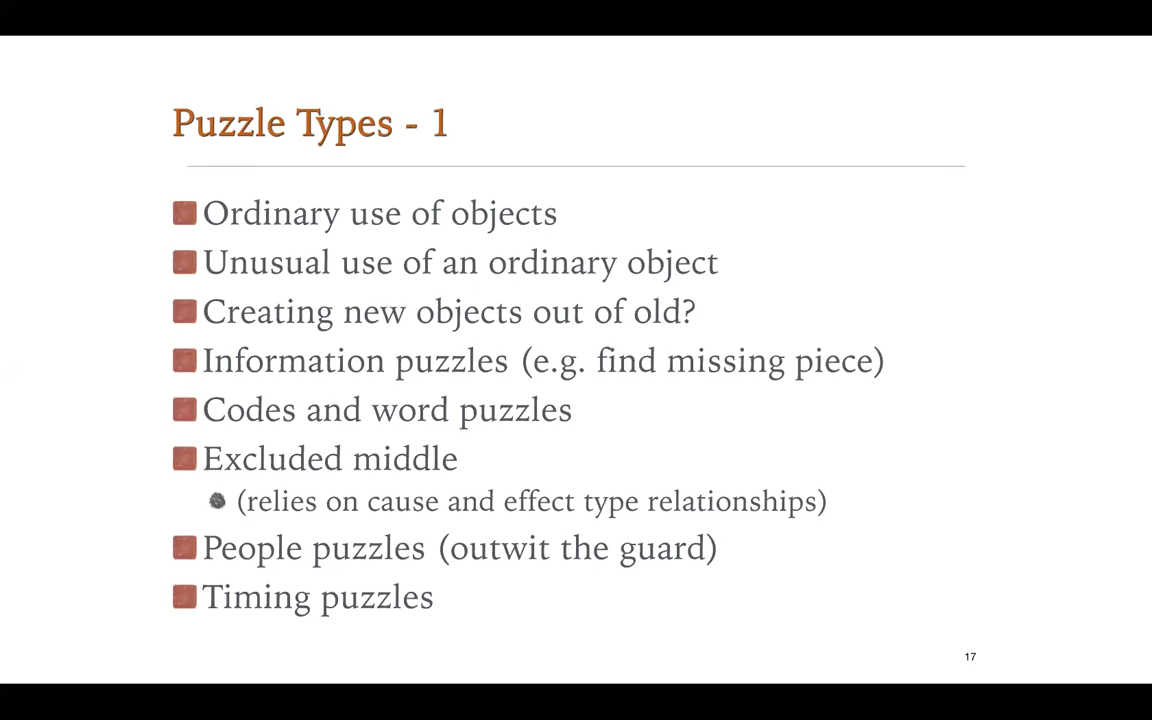 Puzzle Types - 1
Ordinary use of objects
Unusual use of an ordinary object
Creating new objects out of old?
Information puzzles (e.g. find missing piece)
Codes and word puzzles
Excluded middle
(relies on cause and effect type relationships)
People puzzles (outwit the guard)
Timing puzzles
17